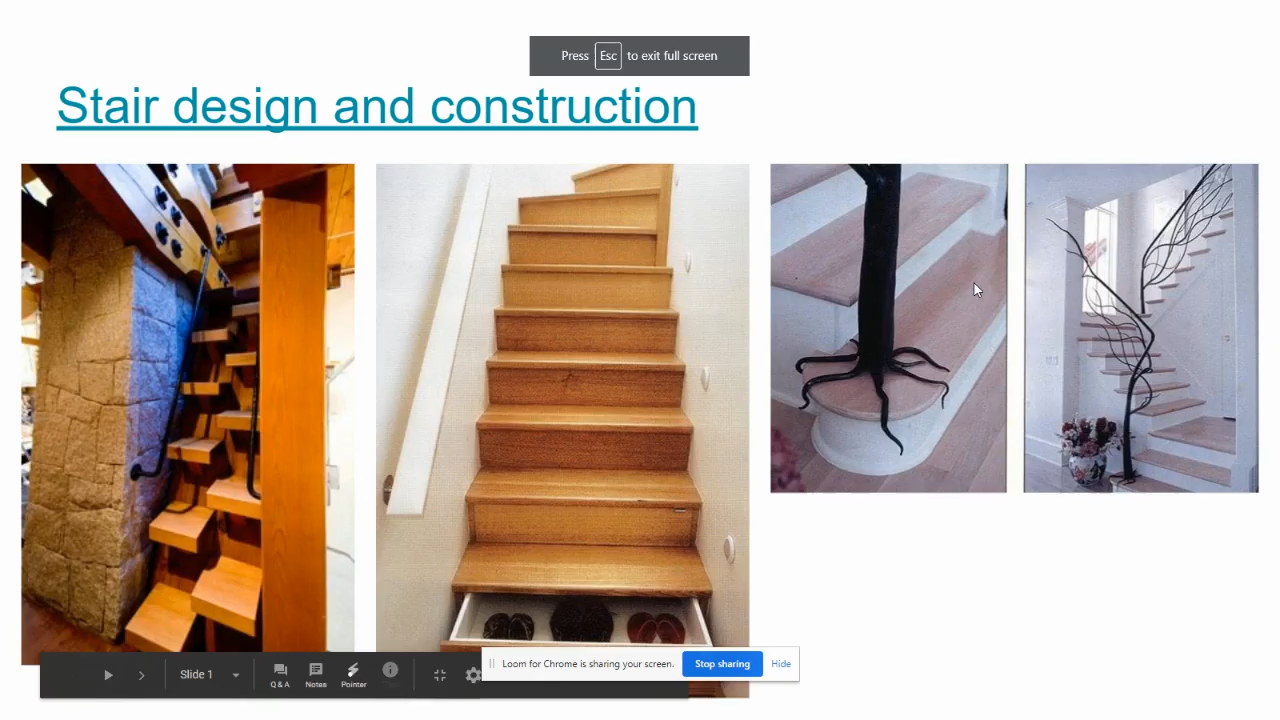 Press Esc to exit full screen
Stair design and construction
Slide 1
Q & A
Notes
Pointer
Loom for Chrome is sharing your screen.
Stop sharing
Hide